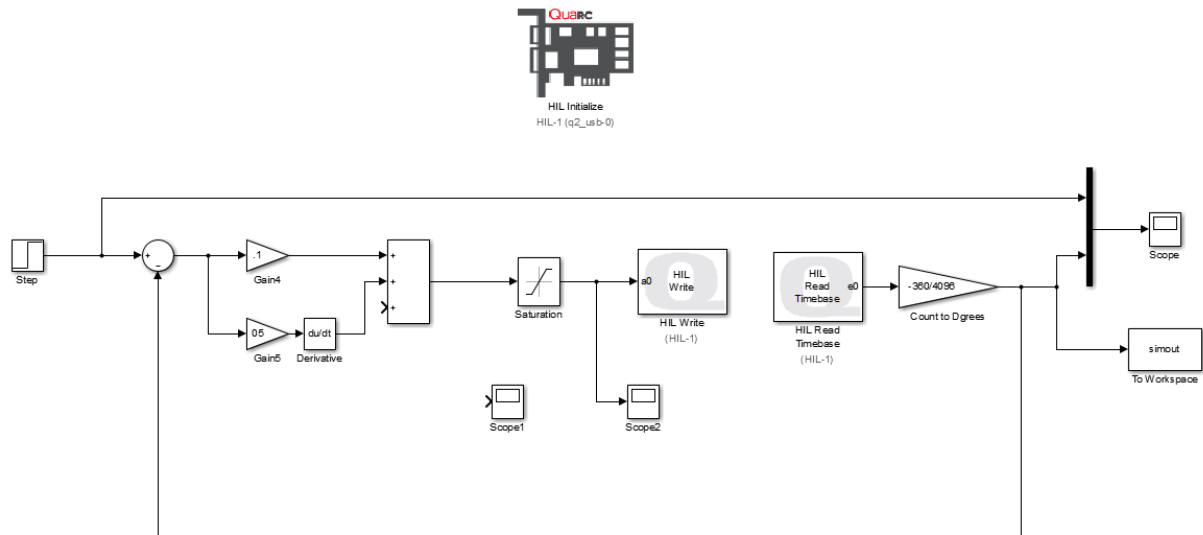 QUARC
HIL Initialize
HIL-1 (q2_usb-0)
Step
+
−
.1
Gain4
05
Gain5
du/dt
Derivative
+
+
+
Saturation
a0
HIL
Write
HIL Write
(HIL-1)
HIL
Read
Timebase
e0
HIL Read
Timebase
(HIL-1)
-360/4096
Count to Dgrees
Scope
simout
To Workspace
Scope1
Scope2